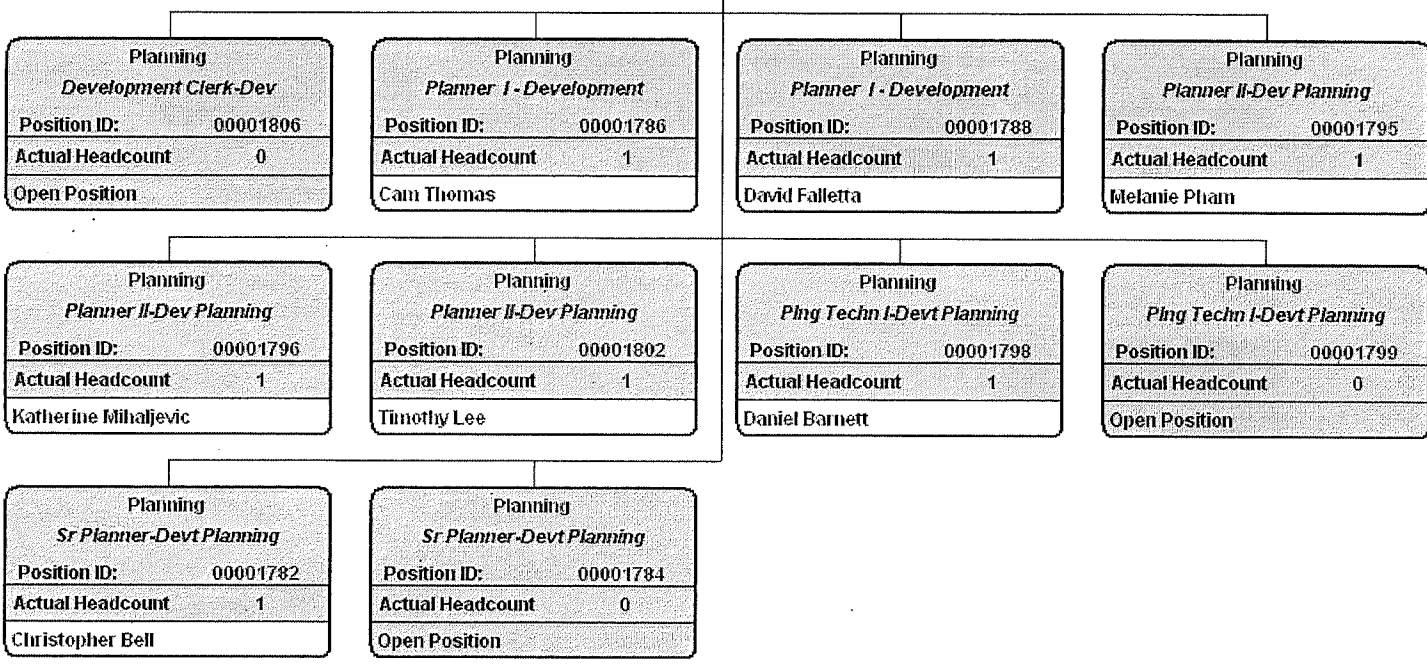 Planning
Development Clerk-Dev
Position ID: 00001806
Actual Headcount 0
Open Position
Planning
Planner I - Development
Position ID: 00001786
Actual Headcount 1
Cam Thomas
Planning
Planner I - Development
Position ID: 00001788
Actual Headcount 1
David Falletta
Planning
Planner II-Dev Planning
Position ID: 00001795
Actual Headcount 1
Melanie Pham
Planning
Planner II-Dev Planning
Position ID: 00001796
Actual Headcount 1
Katherine Mihaljevic
Planning
Planner II-Dev Planning
Position ID: 00001802
Actual Headcount 1
Timothy Lee
Planning
Plng Techn I-Devt Planning
Position ID: 00001798
Actual Headcount 1
Daniel Barnett
Planning
Plng Techn I-Devt Planning
Position ID: 00001799
Actual Headcount 0
Open Position
Planning
Sr Planner-Devt Planning
Position ID: 00001782
Actual Headcount 1
Christopher Bell
Planning
Sr Planner-Devt Planning
Position ID: 00001784
Actual Headcount 0
Open Position